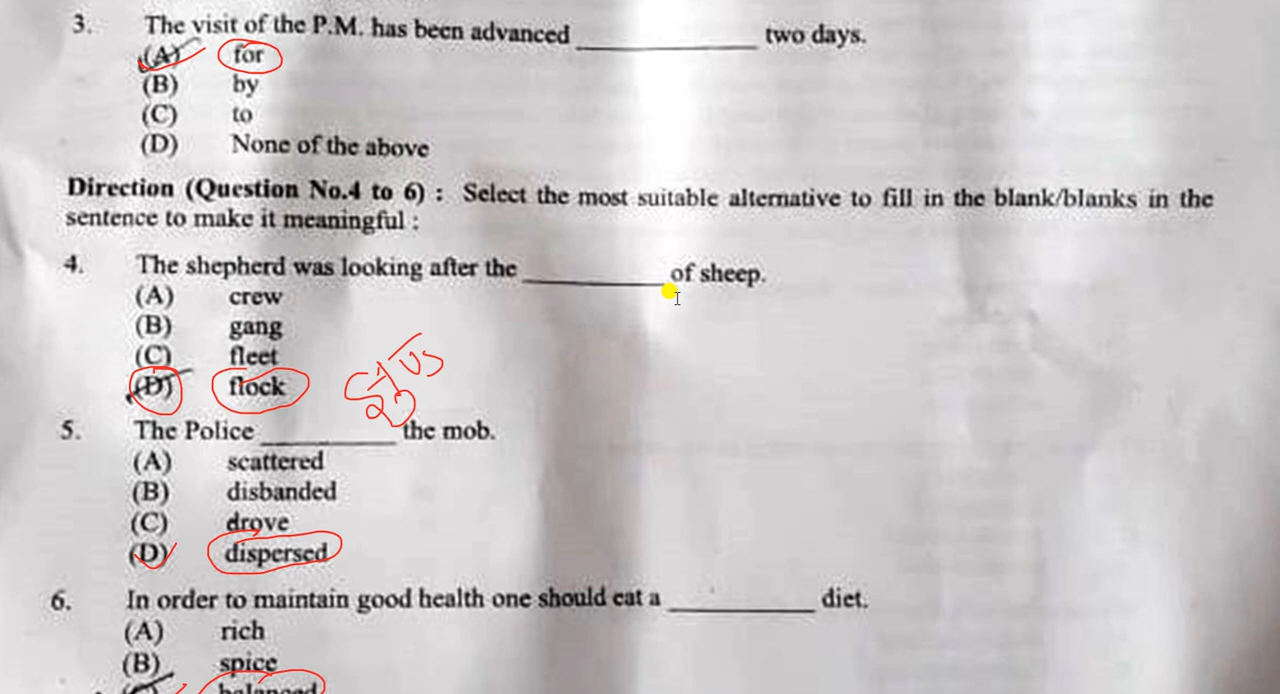 3. The visit of the P.M. has been advanced ____________ two days.
(A) for
(B) by
(C) to
(D) None of the above
Direction (Question No.4 to 6) : Select the most suitable alternative to fill in the blank/blanks in the
sentence to make it meaningful :
4. The shepherd was looking after the __________ of sheep.
(A) crew
(B) gang
(C) fleet
(D) flock
5. The Police __________ the mob.
(A) scattered
(B) disbanded
(C) drove
(D) dispersed
6. In order to maintain good health one should eat a __________ diet.
(A) rich
(B) spice
balanced